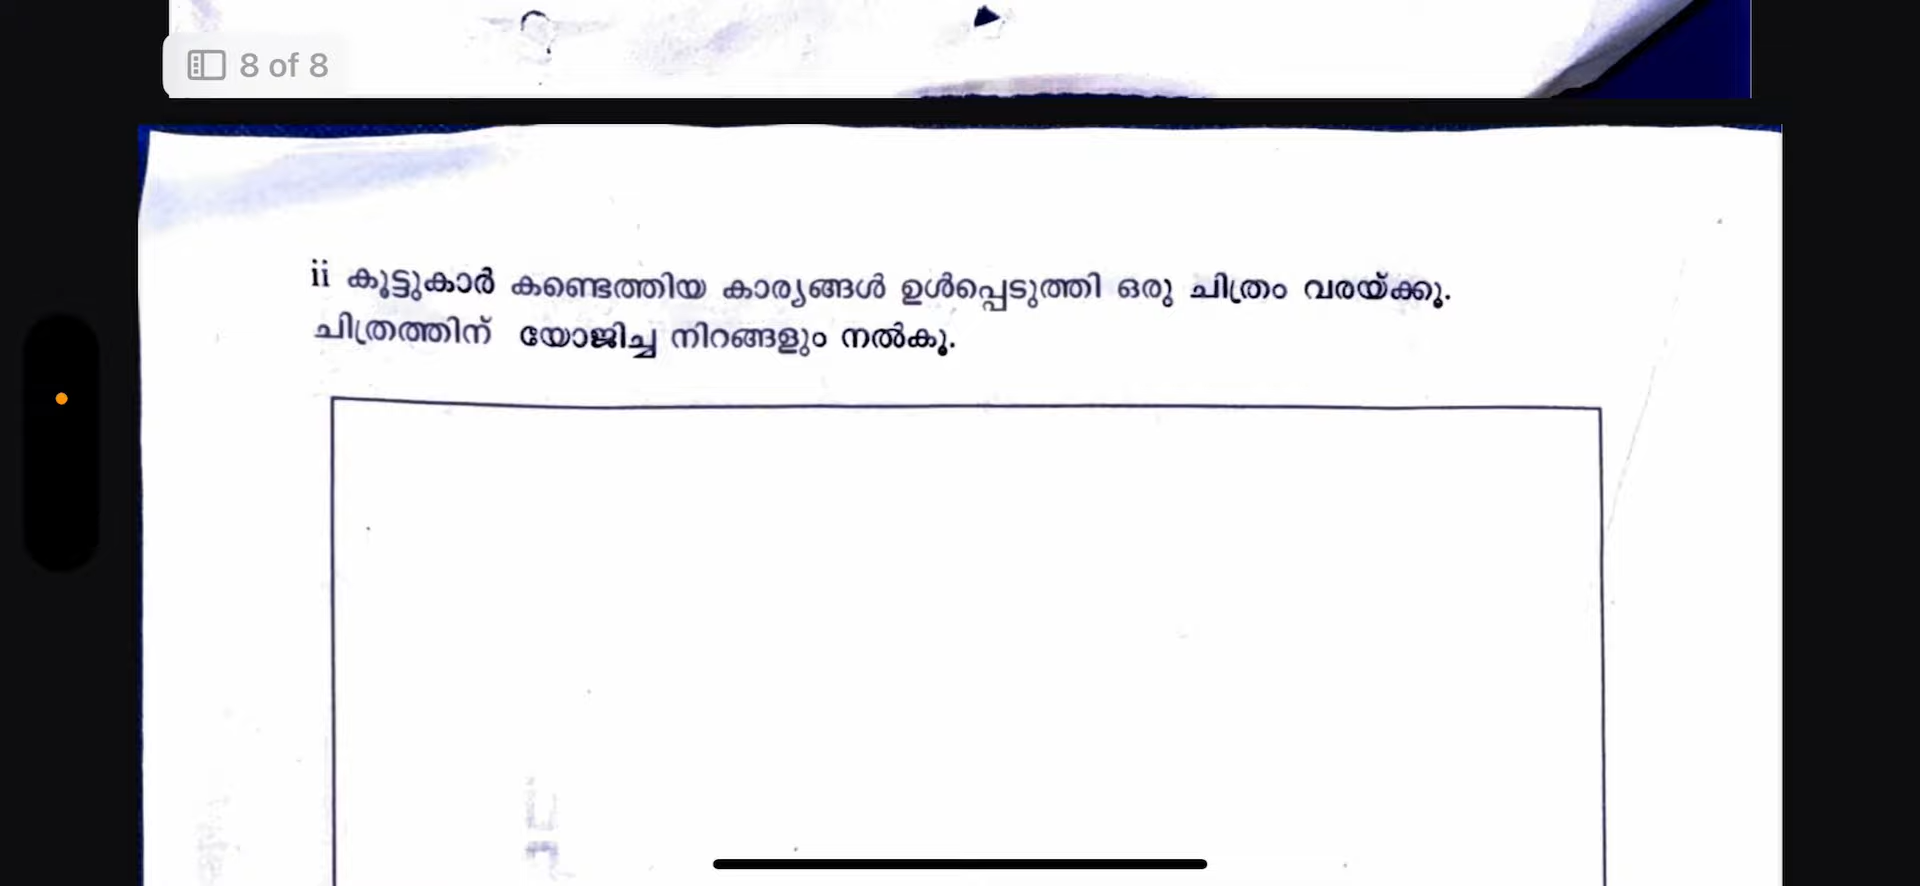 8 of 8
ii കൂട്ടുകാർ കണ്ടെത്തിയ കാര്യങ്ങൾ ഉൾപ്പെടുത്തി ഒരു ചിത്രം വരയ്ക്കൂ.
ചിത്രത്തിന് യോജിച്ച നിറങ്ങളും നൽകൂ.